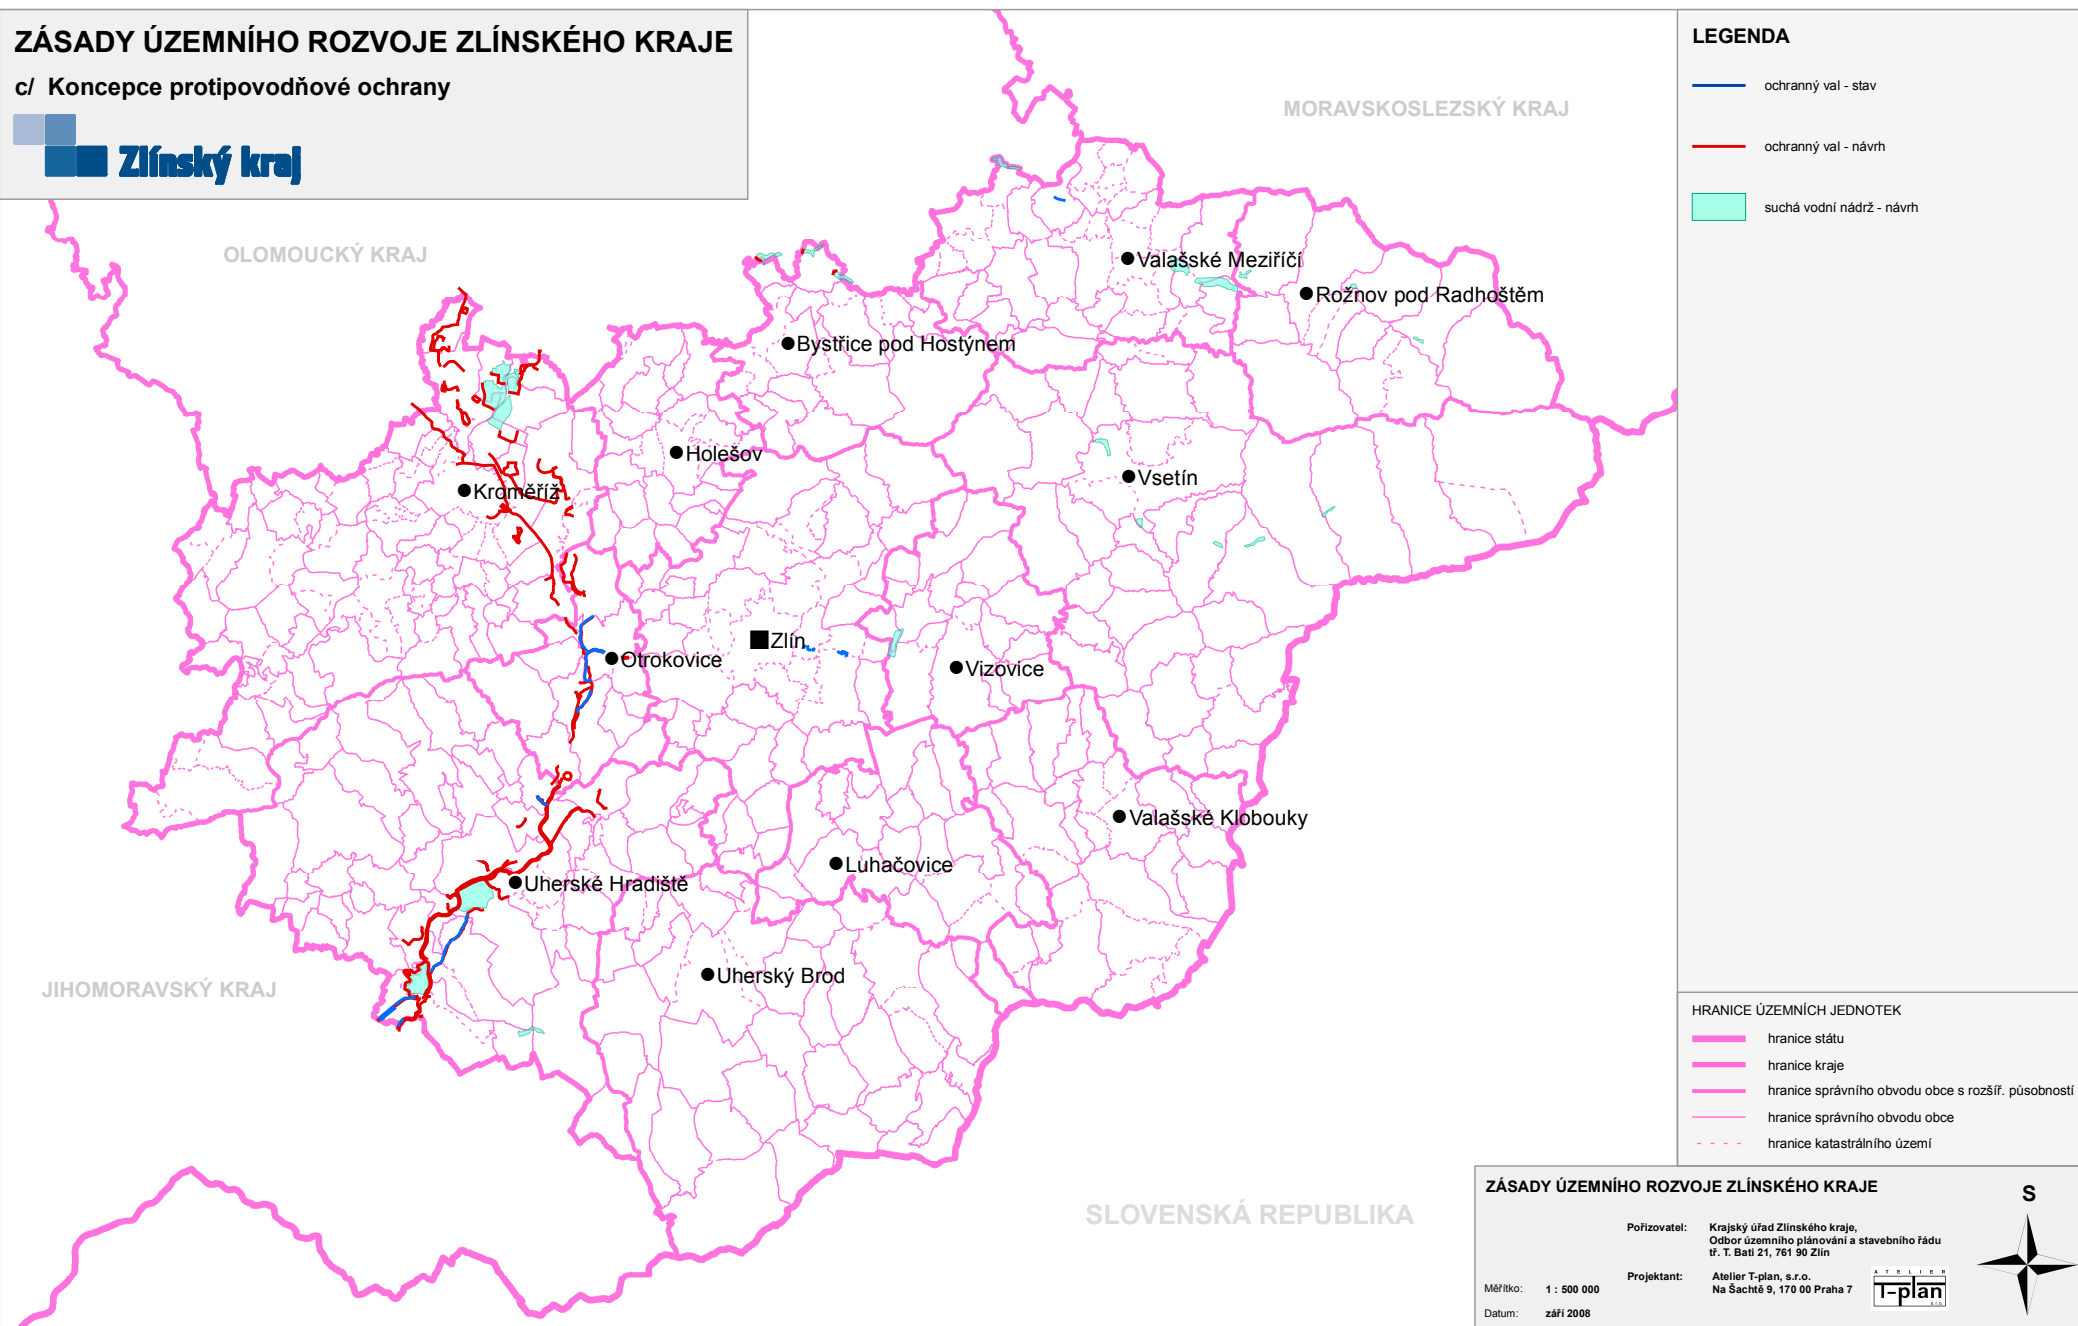 ZÁSADY ÚZEMNÍHO ROZVOJE ZLÍNSKÉHO KRAJE
c/ Koncepce protipovodňové ochrany
Zlínský kraj
OLOMOUCKÝ KRAJ
MORAVSKOSLEZSKÝ KRAJ
Valašské Meziříčí
Rožnov pod Radhoštěm
Bystřice pod Hostýnem
Holešov
Vsetín
Kroměříž
Zlín
Otrokovice
Vizovice
Valašské Klobouky
Luhačovice
Uherské Hradiště
Uherský Brod
JIHOMORAVSKÝ KRAJ
SLOVENSKÁ REPUBLIKA
LEGENDA
ochranný val - stav
ochranný val - návrh
suchá vodní nádrž - návrh
HRANICE ÚZEMNÍCH JEDNOTEK
hranice státu
hranice kraje
hranice správního obvodu obce s rozšíř. působností
hranice správního obvodu obce
hranice katastrálního území
ZÁSADY ÚZEMNÍHO ROZVOJE ZLÍNSKÉHO KRAJE
S
Pořizovatel: Krajský úřad Zlínského kraje,
Odbor územního plánování a stavebního řádu
tř. T. Bati 21, 761 90 Zlín
Projektant: Atelier T-plan, s.r.o.
Na Šachtě 9, 170 00 Praha 7
Měřítko: 1 : 500 000
Datum: září 2008
ATELIER
T-plan
s.r.o.